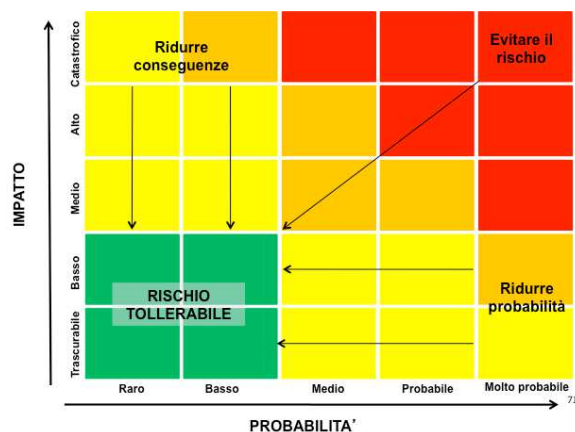 Catastrofico
Ridurre
conseguenze
Evitare il
rischio
Alto
IMPATTO
Medio
Basso
RISCHIO
TOLLERABILE
Ridurre
probabilità
Trascurabile
Raro
Basso
Medio
Probabile
Molto probabile
PROBABILITA'